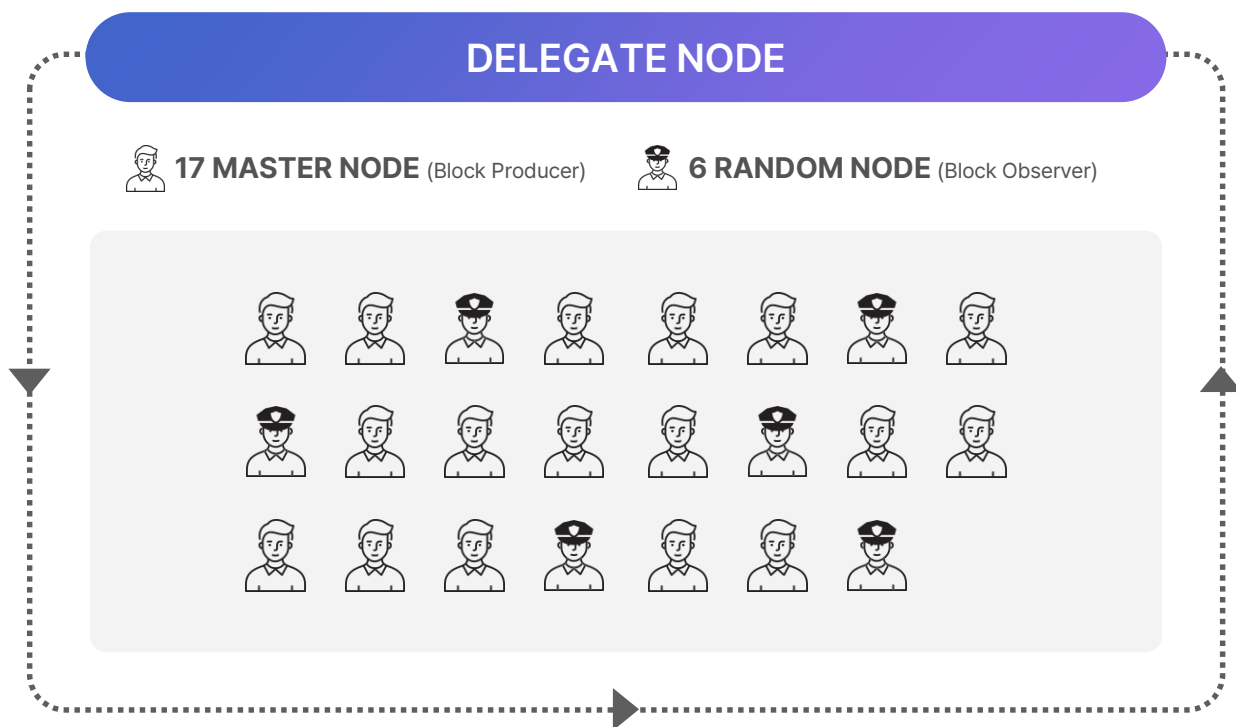 DELEGATE NODE
17 MASTER NODE (Block Producer)
6 RANDOM NODE (Block Observer)